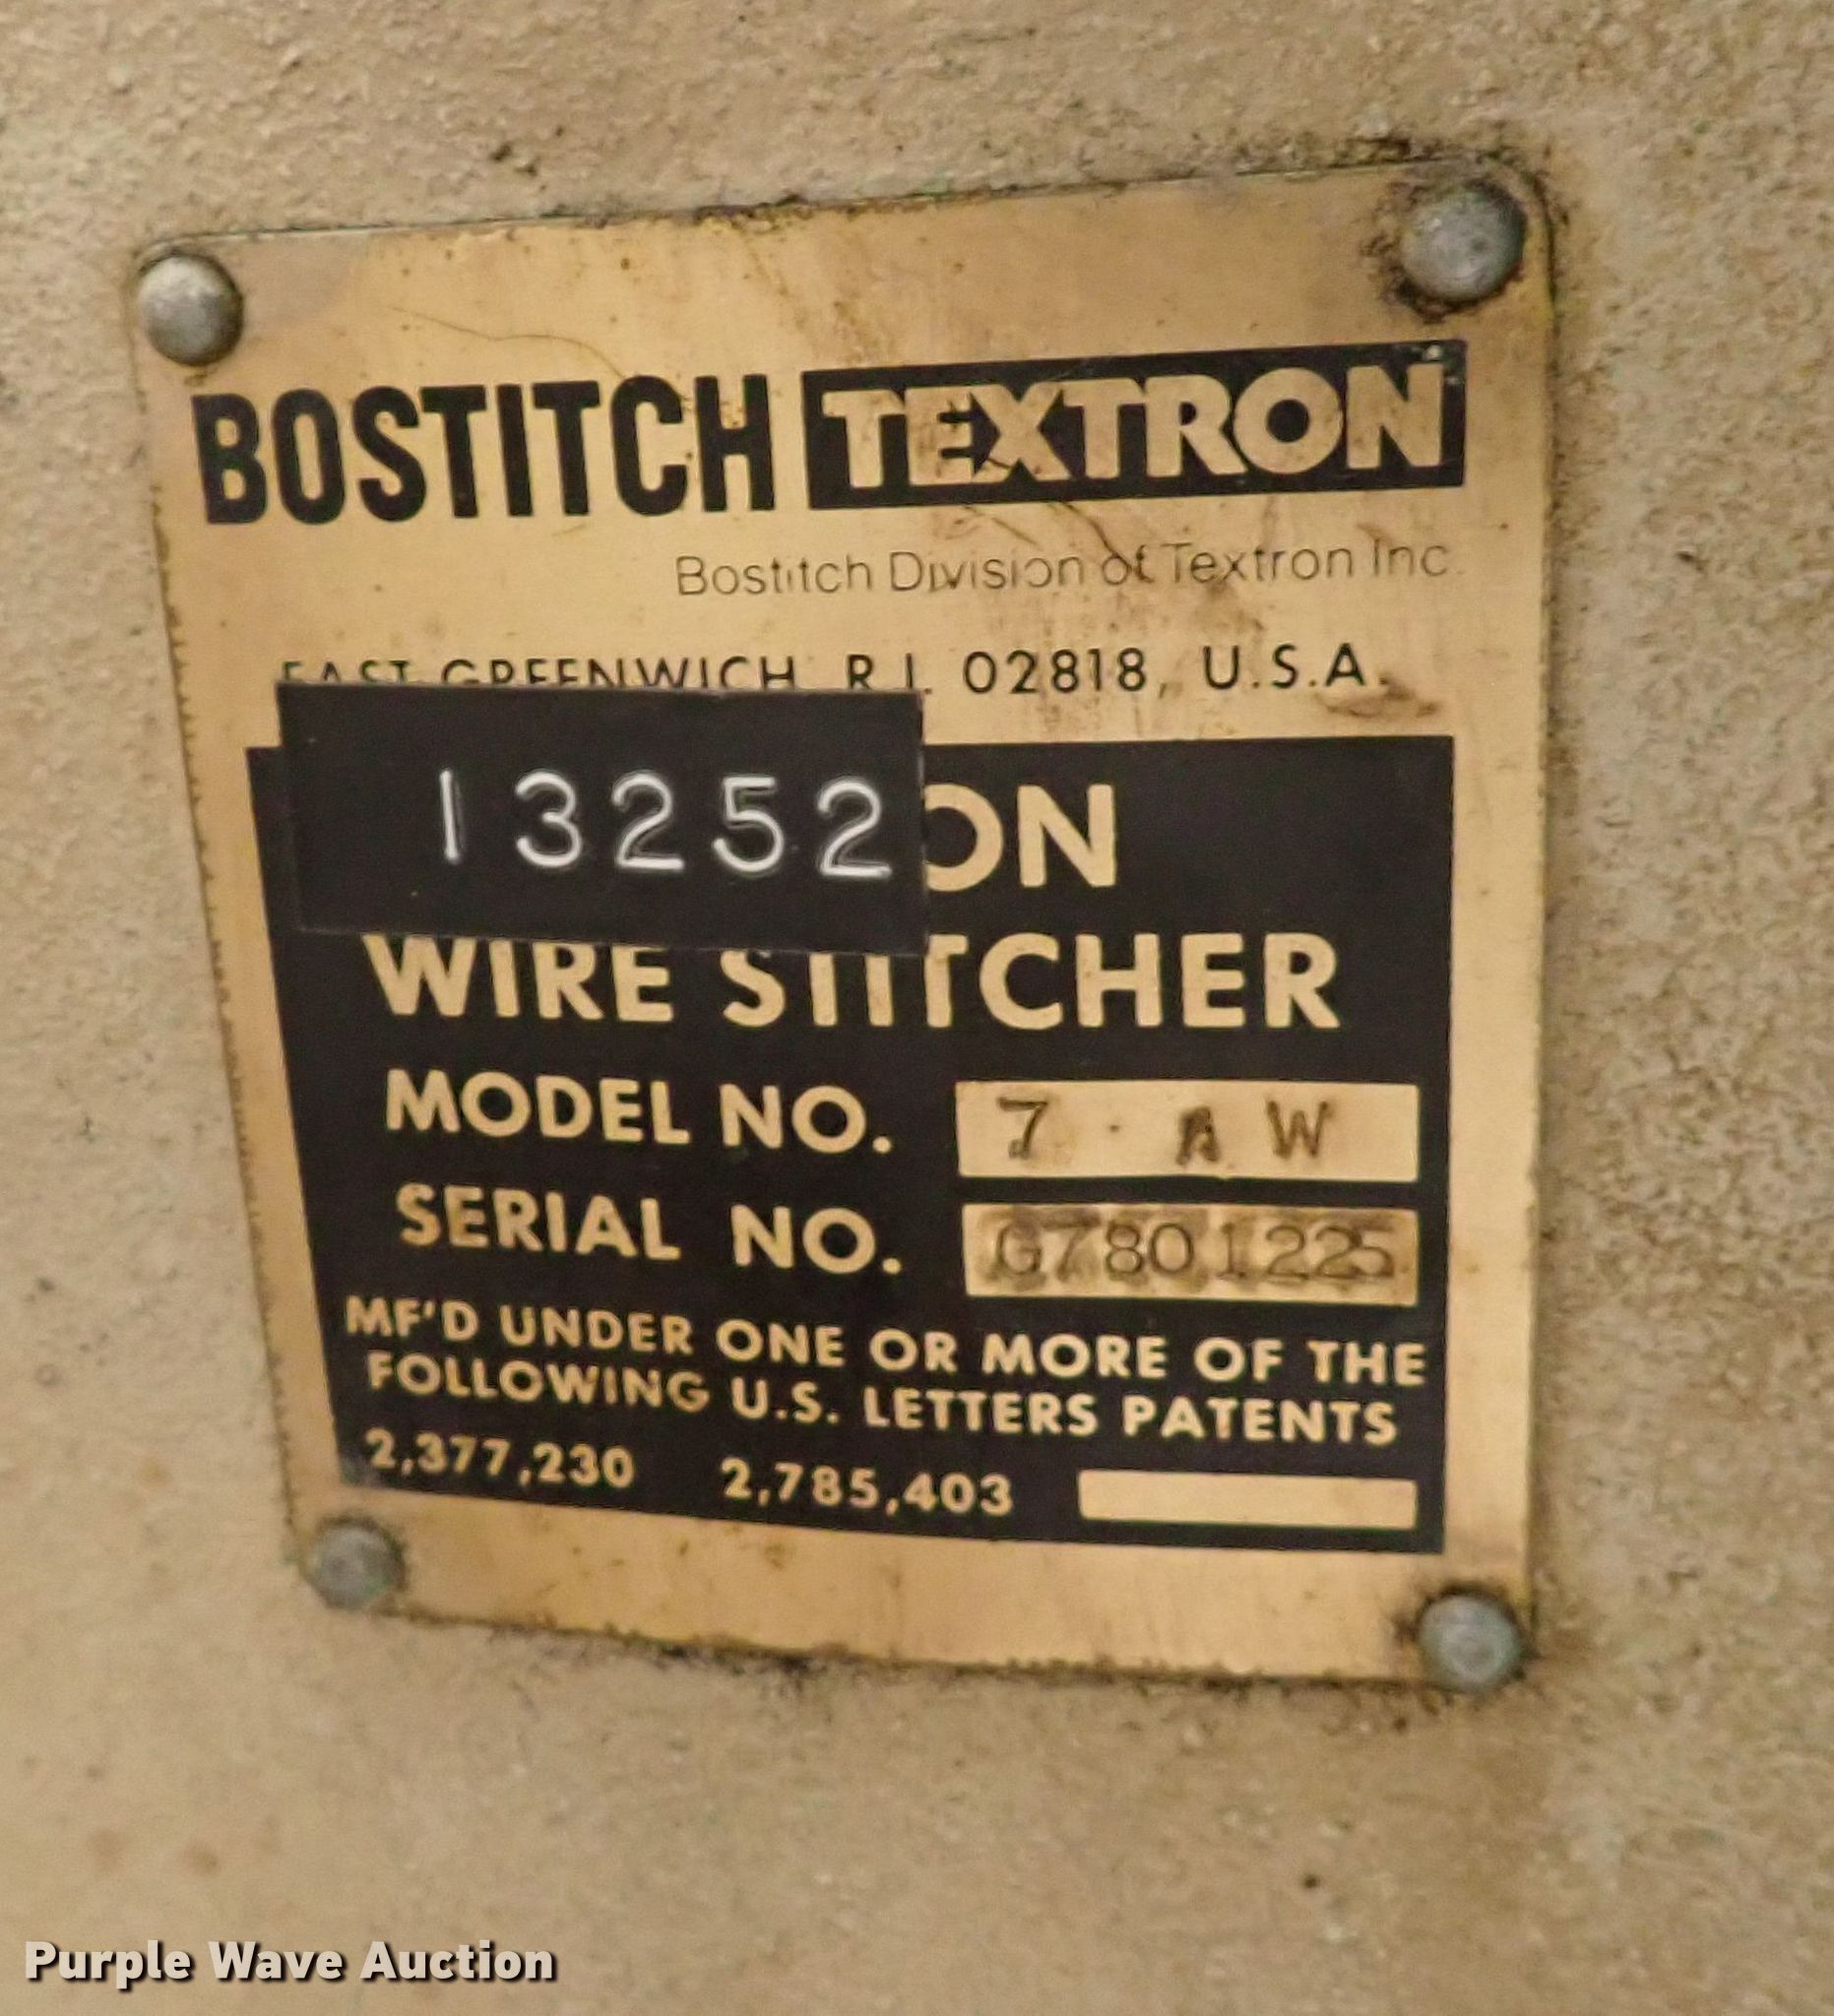 BOSTITCH TEXTRON
Bostitch Division of Textron Inc.
EAST GREENWICH, R.I. 02818, U.S.A.
13252 ON
WIRE STITCHER
MODEL NO. 7 - AW
SERIAL NO. G7801225
MF'D UNDER ONE OR MORE OF THE
FOLLOWING U.S. LETTERS PATENTS
2,377,230 2,785,403
Purple Wave Auction